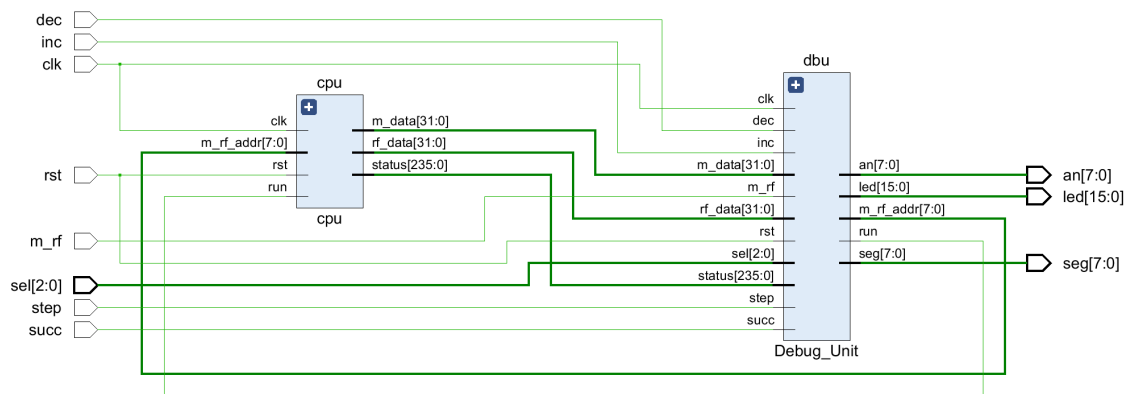 dec
inc
clk
rst
m_rf
sel[2:0]
step
succ
cpu
clk
m_rf_addr[7:0]
rst
run
m_data[31:0]
rf_data[31:0]
status[235:0]
cpu
dbu
clk
dec
inc
m_data[31:0]
m_rf
rf_data[31:0]
rst
sel[2:0]
status[235:0]
step
succ
an[7:0]
led[15:0]
m_rf_addr[7:0]
run
seg[7:0]
Debug_Unit
an[7:0]
led[15:0]
seg[7:0]